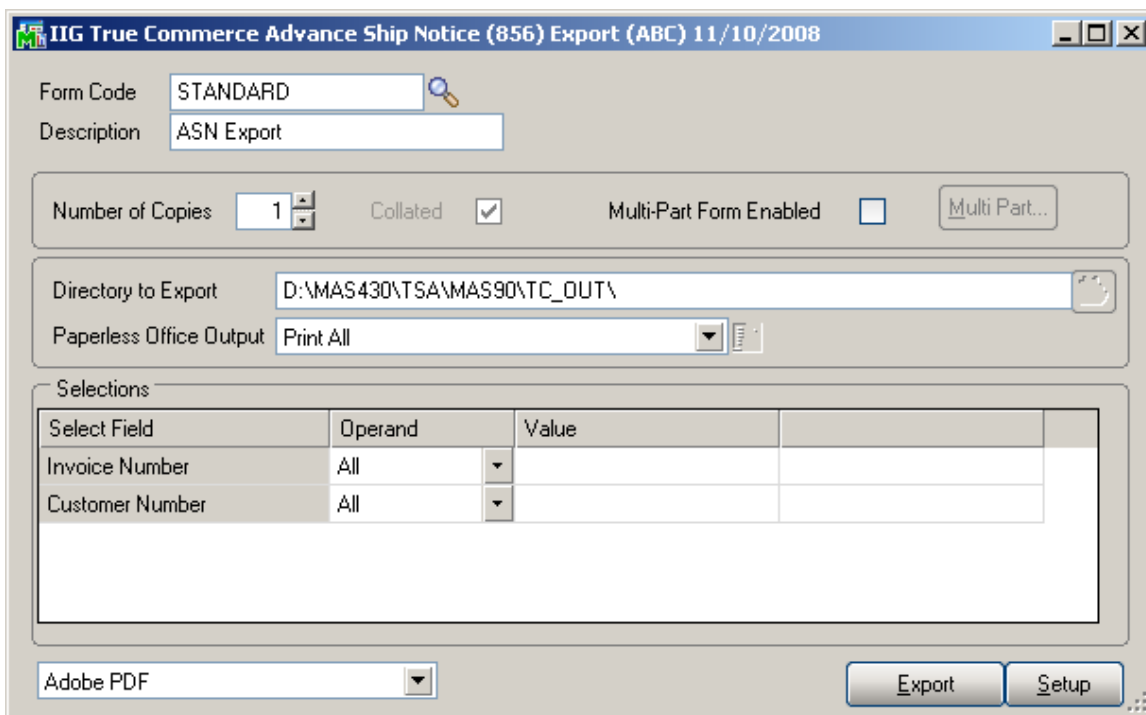 IIG True Commerce Advance Ship Notice (856) Export (ABC) 11/10/2008
Form Code STANDARD
Description ASN Export
Number of Copies 1 Collated Multi-Part Form Enabled Multi Part...
Directory to Export D:\MAS430\TSA\MAS90\TC_OUT\
Paperless Office Output Print All
Selections
Select Field Operand Value
Invoice Number All
Customer Number All
Adobe PDF Export Setup